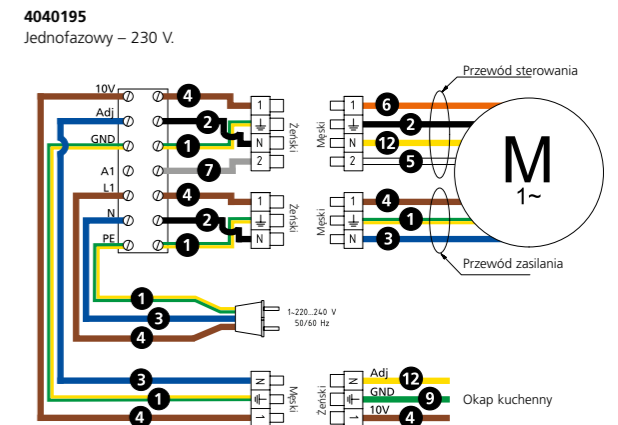 4040195
Jednofazowy – 230 V.
Przewód sterowania
10V 4 1 1 6
Adj 2 2
GND 1 N N 12
A1 7 2 2 5
Żeński Męski
M
1~
L1 4 1 1 4
N 2 1
PE 1 N N 3
Żeński Męski
Przewód zasilania
1
3
4
1~220...240 V
50/60 Hz
3 N N Adj 12
1 GND 9
4 1 1 10V 4
Męski Żeński
Okap kuchenny